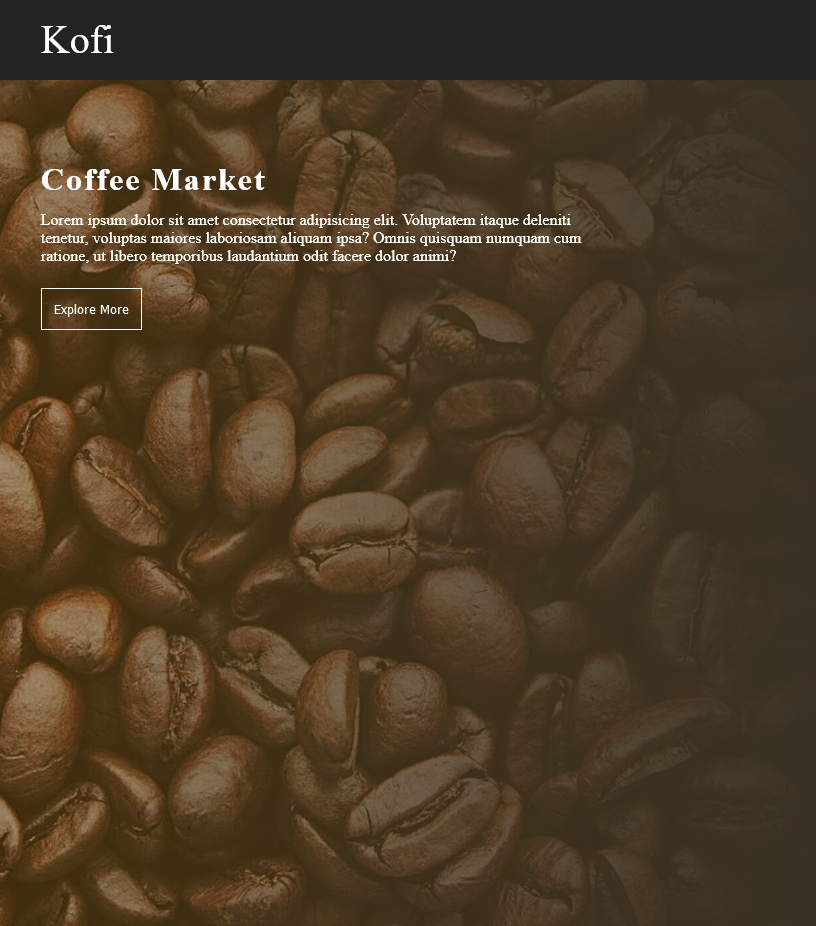 Kofi
Coffee Market
Lorem ipsum dolor sit amet consectetur adipisicing elit. Voluptatem itaque deleniti
tenetur, voluptas maiores laboriosam aliquam ipsa? Omnis quisquam numquam cum
ratione, ut libero temporibus laudantium odit facere dolor animi?
Explore More